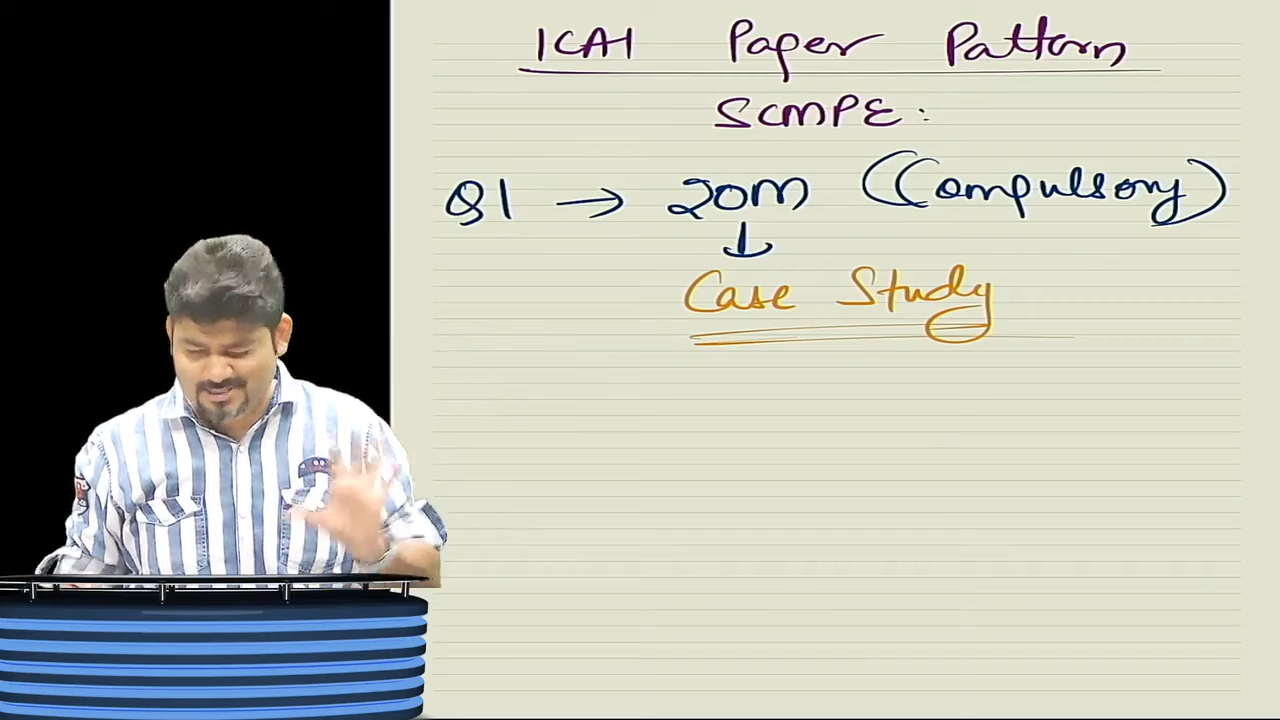 ICAI Paper Pattern
SCMPE:
Q1 → 20M (Compulsory)
↓
Case Study